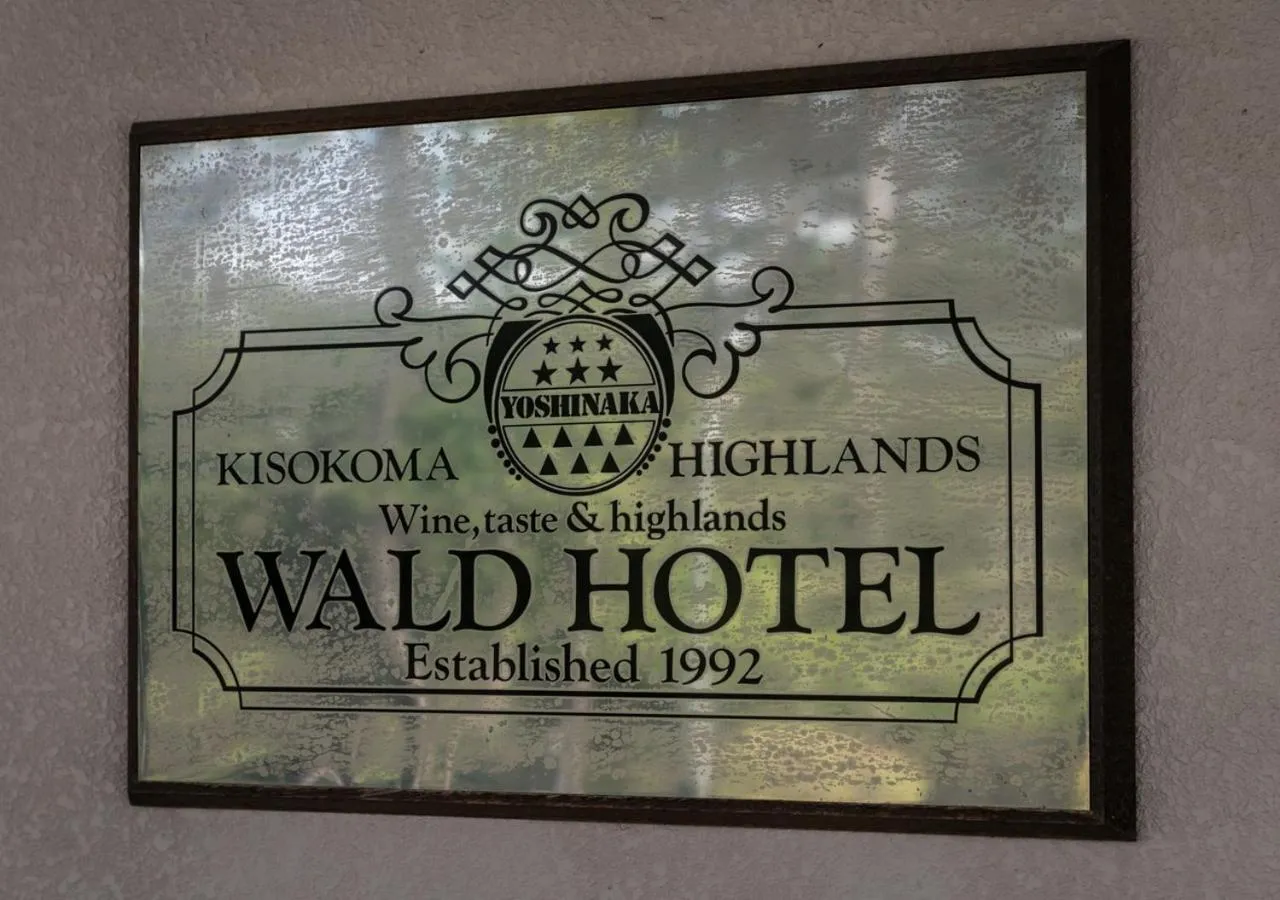 YOSHINAKA
KISOKOMA HIGHLANDS
Wine, taste & highlands
WALD HOTEL
Established 1992